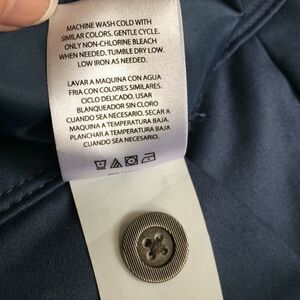 MACHINE WASH COLD WITH
SIMILAR COLORS. GENTLE CYCLE.
ONLY NON-CHLORINE BLEACH
WHEN NEEDED. TUMBLE DRY LOW.
LOW IRON AS NEEDED.
LAVAR A MAQUINA CON AGUA
FRIA CON COLORES SIMILARES.
CICLO DELICADO. USAR
BLANQUEADOR SIN CLORO
CUANDO SEA NECESARIO, SECAR A
MAQUINA A TEMPERATURA BAJA.
PLANCHAR A TEMPERATURA BAJA
CUANDO SEA NECESARIO.